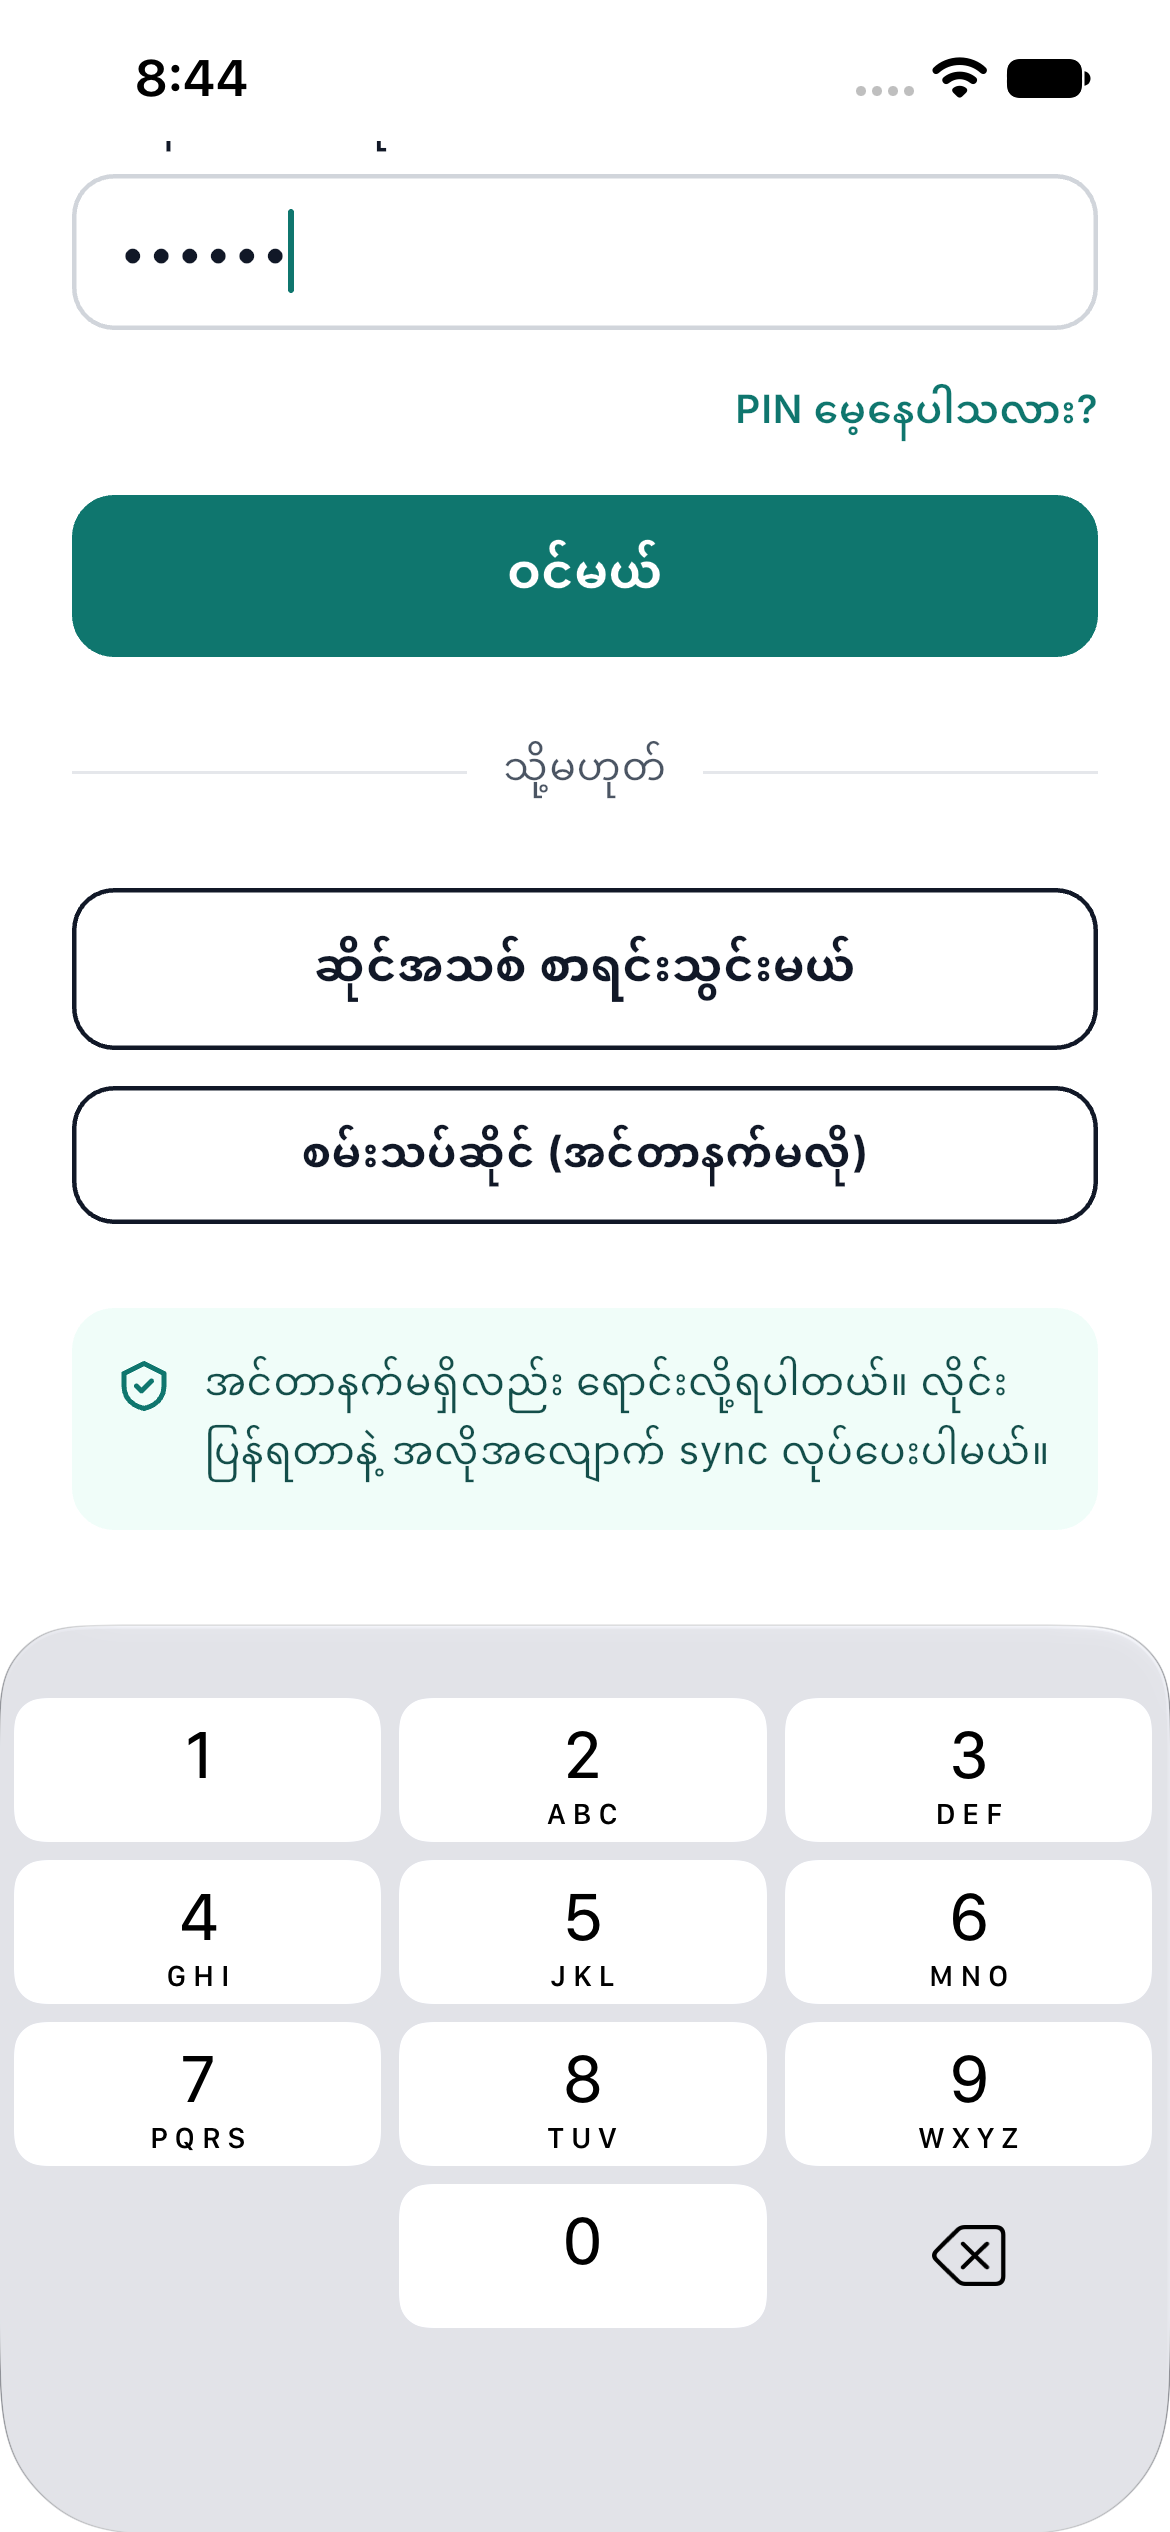 8:44
PIN မေ့နေပါသလား?
ဝင်မယ်
သို့မဟုတ်
ဆိုင်အသစ် စာရင်းသွင်းမယ်
စမ်းသပ်ဆိုင် (အင်တာနက်မလို)
အင်တာနက်မရှိလည်း ရောင်းလို့ရပါတယ်။ လိုင်း
ပြန်ရတာနဲ့ အလိုအလျောက် sync လုပ်ပေးပါမယ်။
1
2
ABC
3
DEF
4
GHI
5
JKL
6
MNO
7
PQRS
8
TUV
9
WXYZ
0